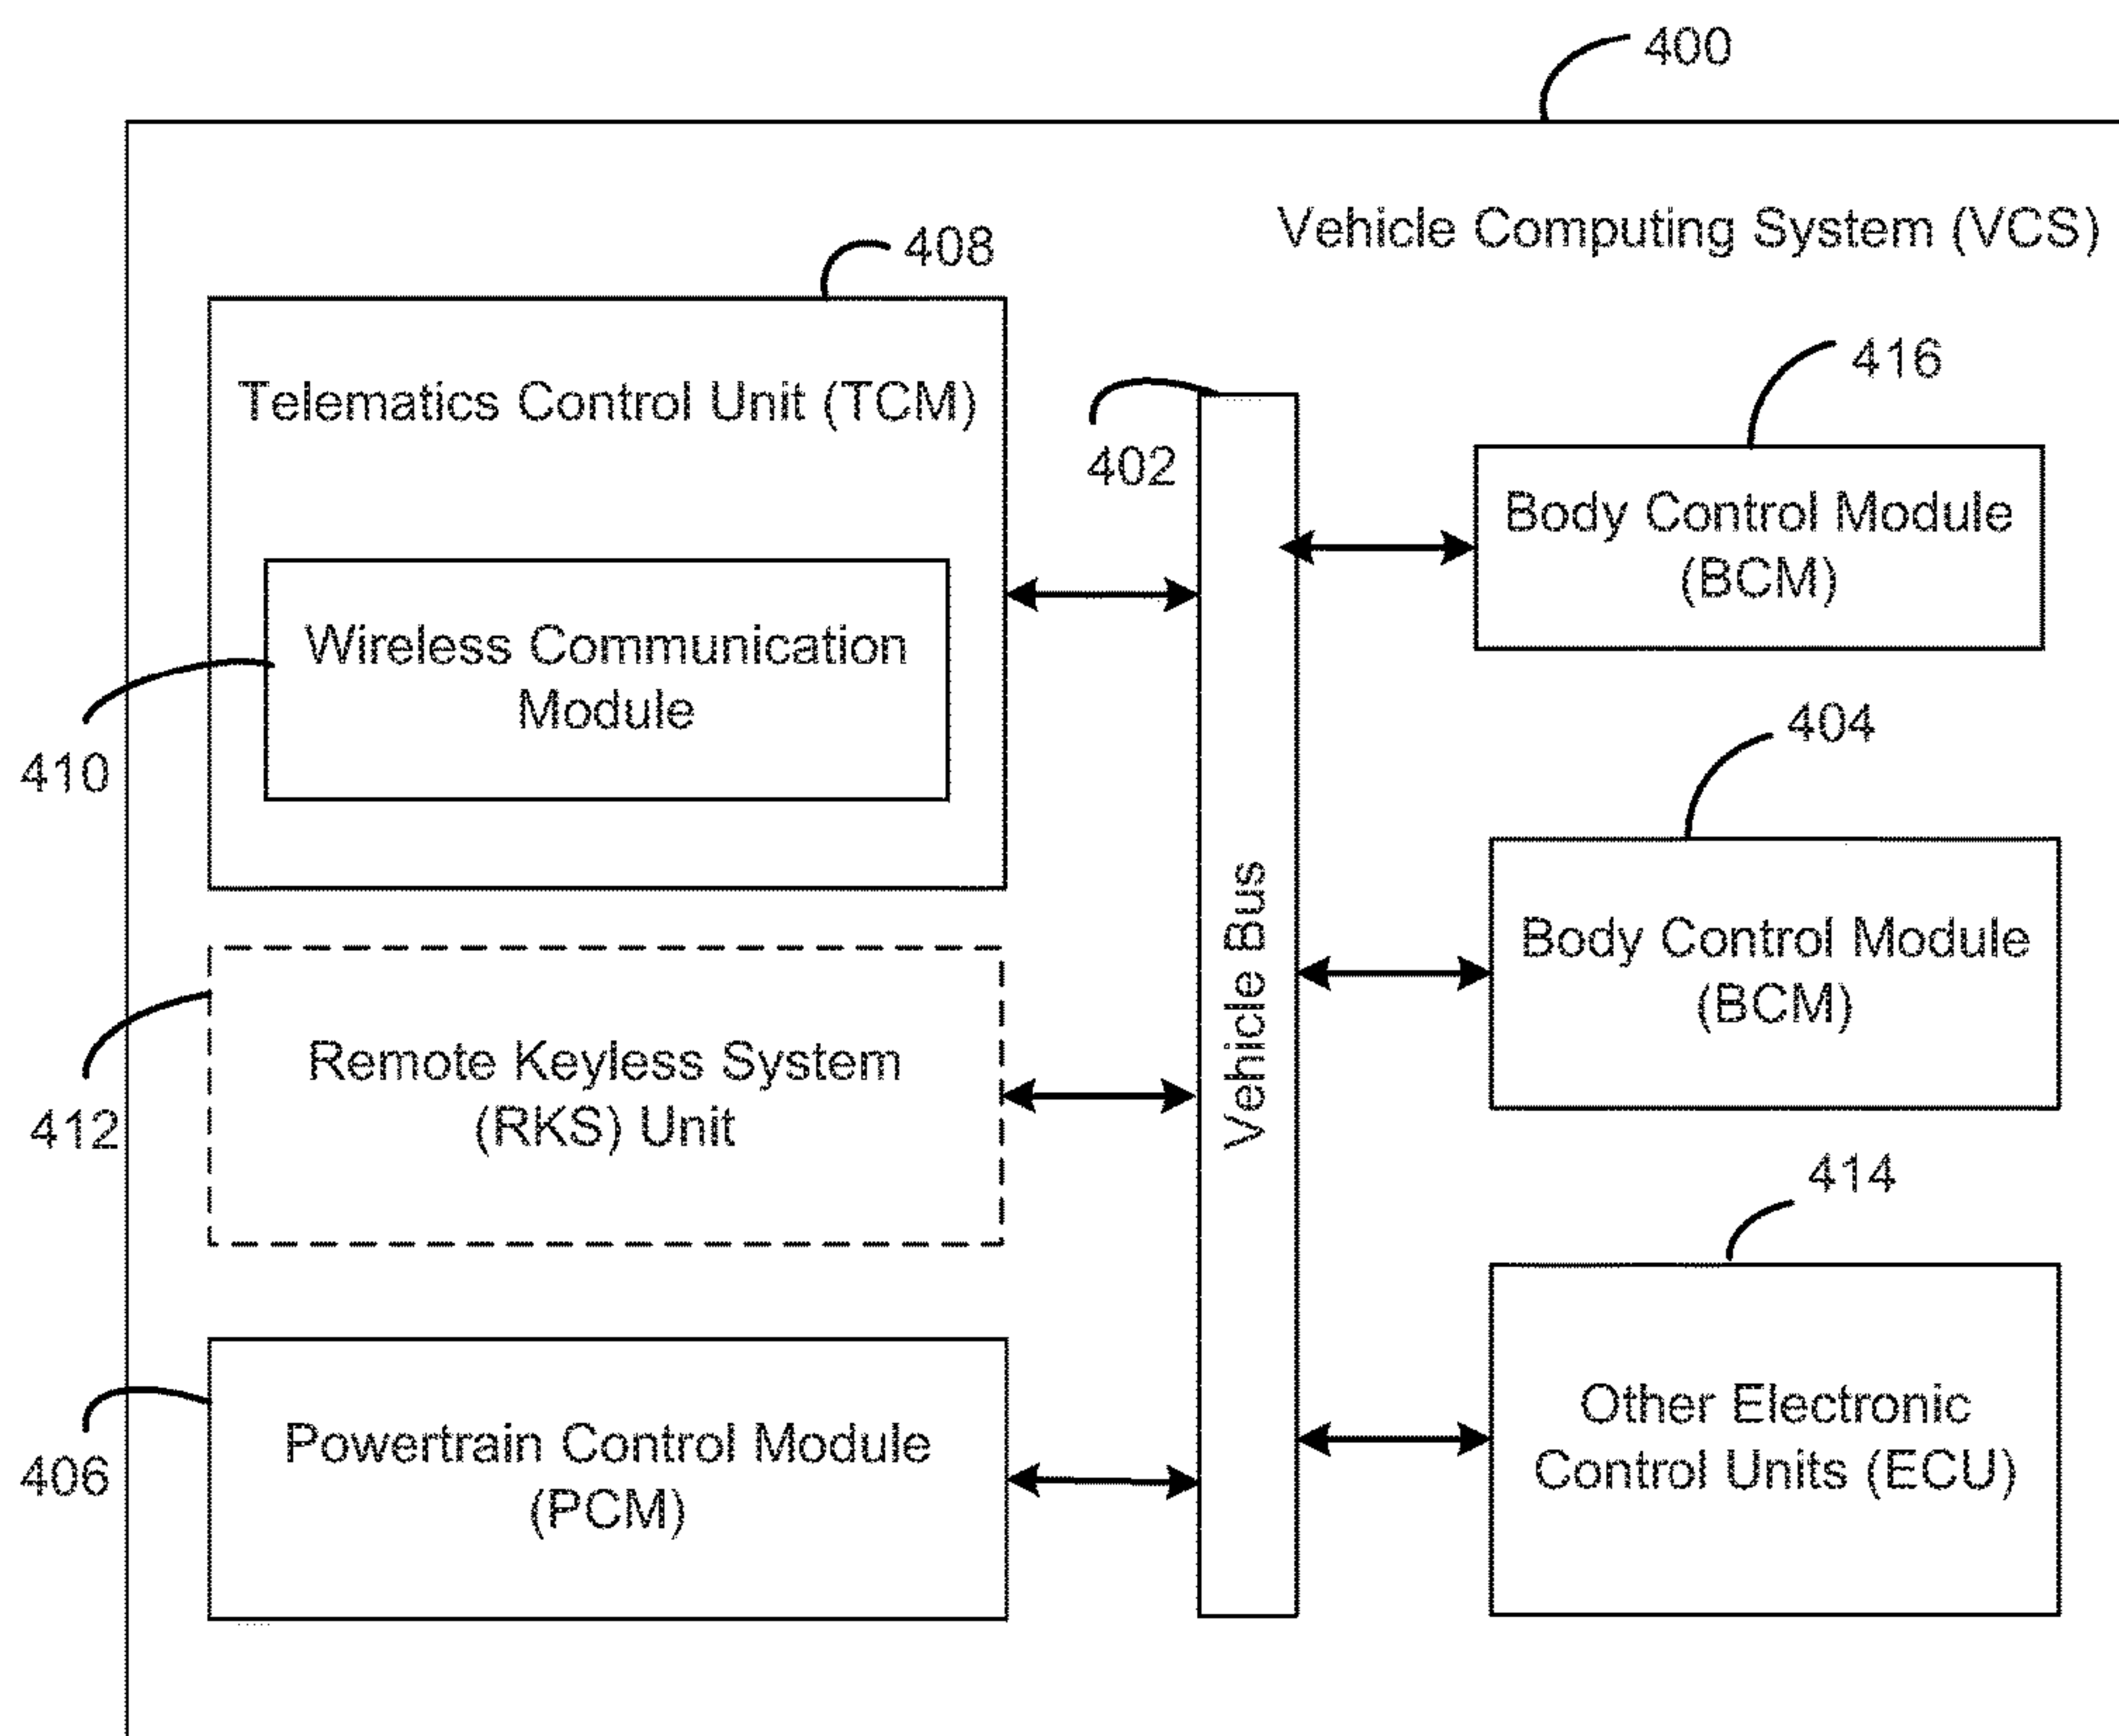 400
Vehicle Computing System (VCS)
408
Telematics Control Unit (TCM)
416
402
Body Control Module
(BCM)
Wireless Communication
Module
410
404
Vehicle Bus
Body Control Module
(BCM)
Remote Keyless System
(RKS) Unit
412
414
Other Electronic
Control Units (ECU)
Powertrain Control Module
(PCM)
406